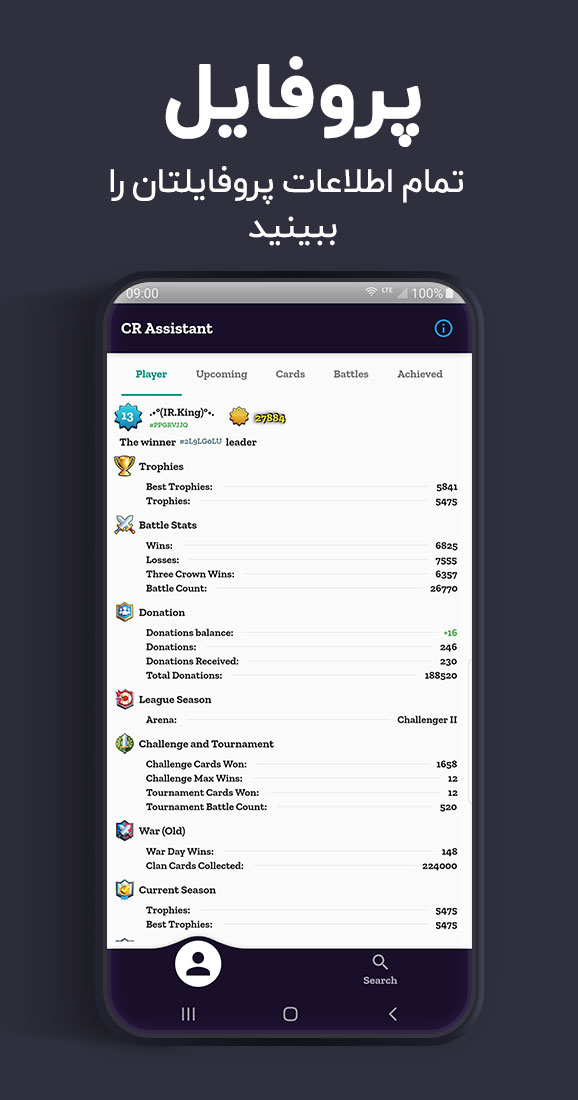 پروفایل
تمام اطلاعات پروفایلتان را
ببینید
09:00 LTE 100%
CR Assistant
Player Upcoming Cards Battles Achieved
13 .•°(IR.King)°•. 27884
#PPGRVJJQ
The winner #2L9LG0LU leader
Trophies
Best Trophies: 5841
Trophies: 5475
Battle Stats
Wins: 6825
Losses: 7555
Three Crown Wins: 6357
Battle Count: 26770
Donation
Donations balance: +16
Donations: 246
Donations Received: 230
Total Donations: 188520
League Season
Arena: Challenger II
Challenge and Tournament
Challenge Cards Won: 1658
Challenge Max Wins: 12
Tournament Cards Won: 12
Tournament Battle Count: 520
War (Old)
War Day Wins: 148
Clan Cards Collected: 224000
Current Season
Trophies: 5475
Best Trophies: 5475
Search